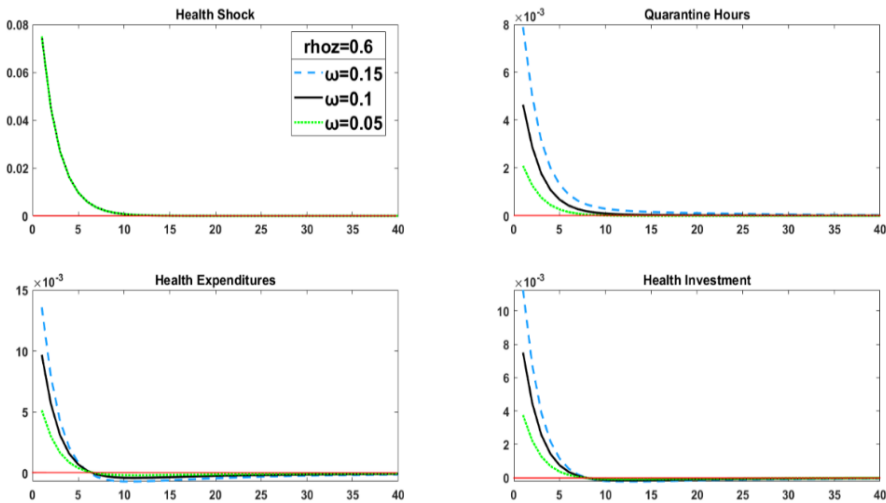 Health Shock
0.08
0.06
0.04
0.02
0
0 5 10 15 20 25 30 35 40
rhoz=0.6
ω=0.15
ω=0.1
ω=0.05
Quarantine Hours
8 ×10⁻³
6
4
2
0
0 5 10 15 20 25 30 35 40
Health Expenditures
15 ×10⁻³
10
5
0
0 5 10 15 20 25 30 35 40
Health Investment
×10⁻³
10
8
6
4
2
0
0 5 10 15 20 25 30 35 40